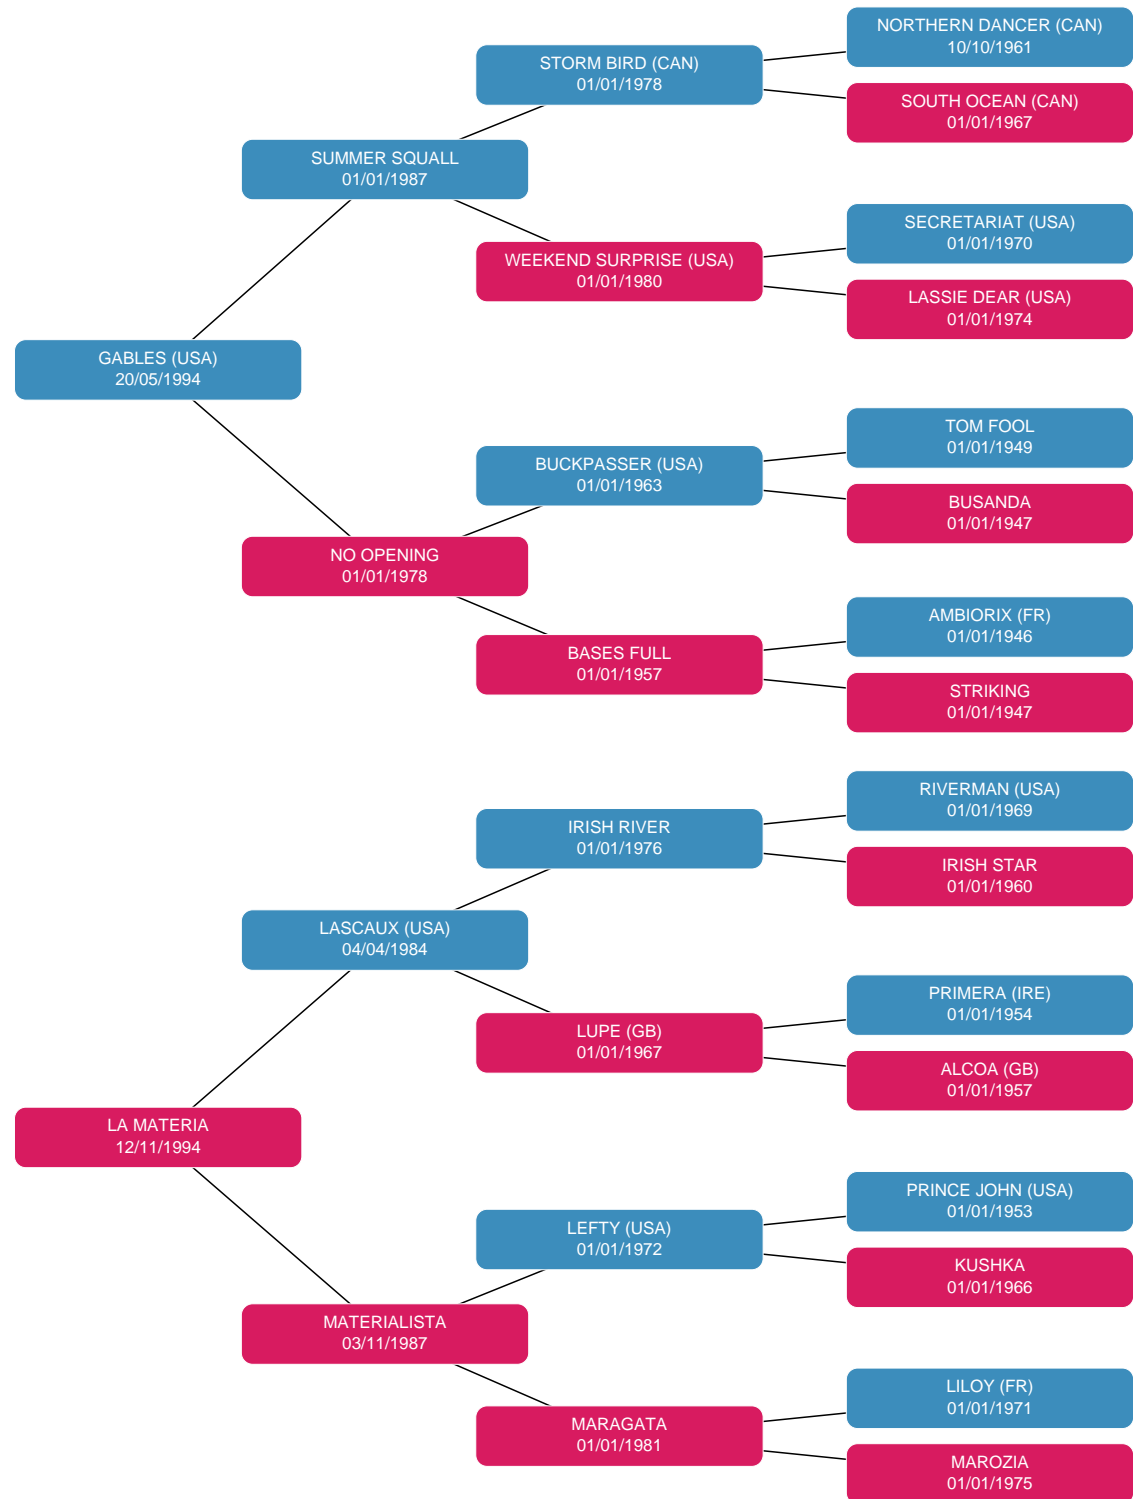 NORTHERN DANCER (CAN)
10/10/1961
STORM BIRD (CAN)
01/01/1978
SOUTH OCEAN (CAN)
01/01/1967
SUMMER SQUALL
01/01/1987
SECRETARIAT (USA)
01/01/1970
WEEKEND SURPRISE (USA)
01/01/1980
LASSIE DEAR (USA)
01/01/1974
GABLES (USA)
20/05/1994
TOM FOOL
01/01/1949
BUCKPASSER (USA)
01/01/1963
BUSANDA
01/01/1947
NO OPENING
01/01/1978
AMBIORIX (FR)
01/01/1946
BASES FULL
01/01/1957
STRIKING
01/01/1947
RIVERMAN (USA)
01/01/1969
IRISH RIVER
01/01/1976
IRISH STAR
01/01/1960
LASCAUX (USA)
04/04/1984
PRIMERA (IRE)
01/01/1954
LUPE (GB)
01/01/1967
ALCOA (GB)
01/01/1957
LA MATERIA
12/11/1994
PRINCE JOHN (USA)
01/01/1953
LEFTY (USA)
01/01/1972
KUSHKA
01/01/1966
MATERIALISTA
03/11/1987
LILOY (FR)
01/01/1971
MARAGATA
01/01/1981
MAROZIA
01/01/1975